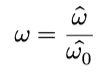 ω = ω̂ / ω̂₀